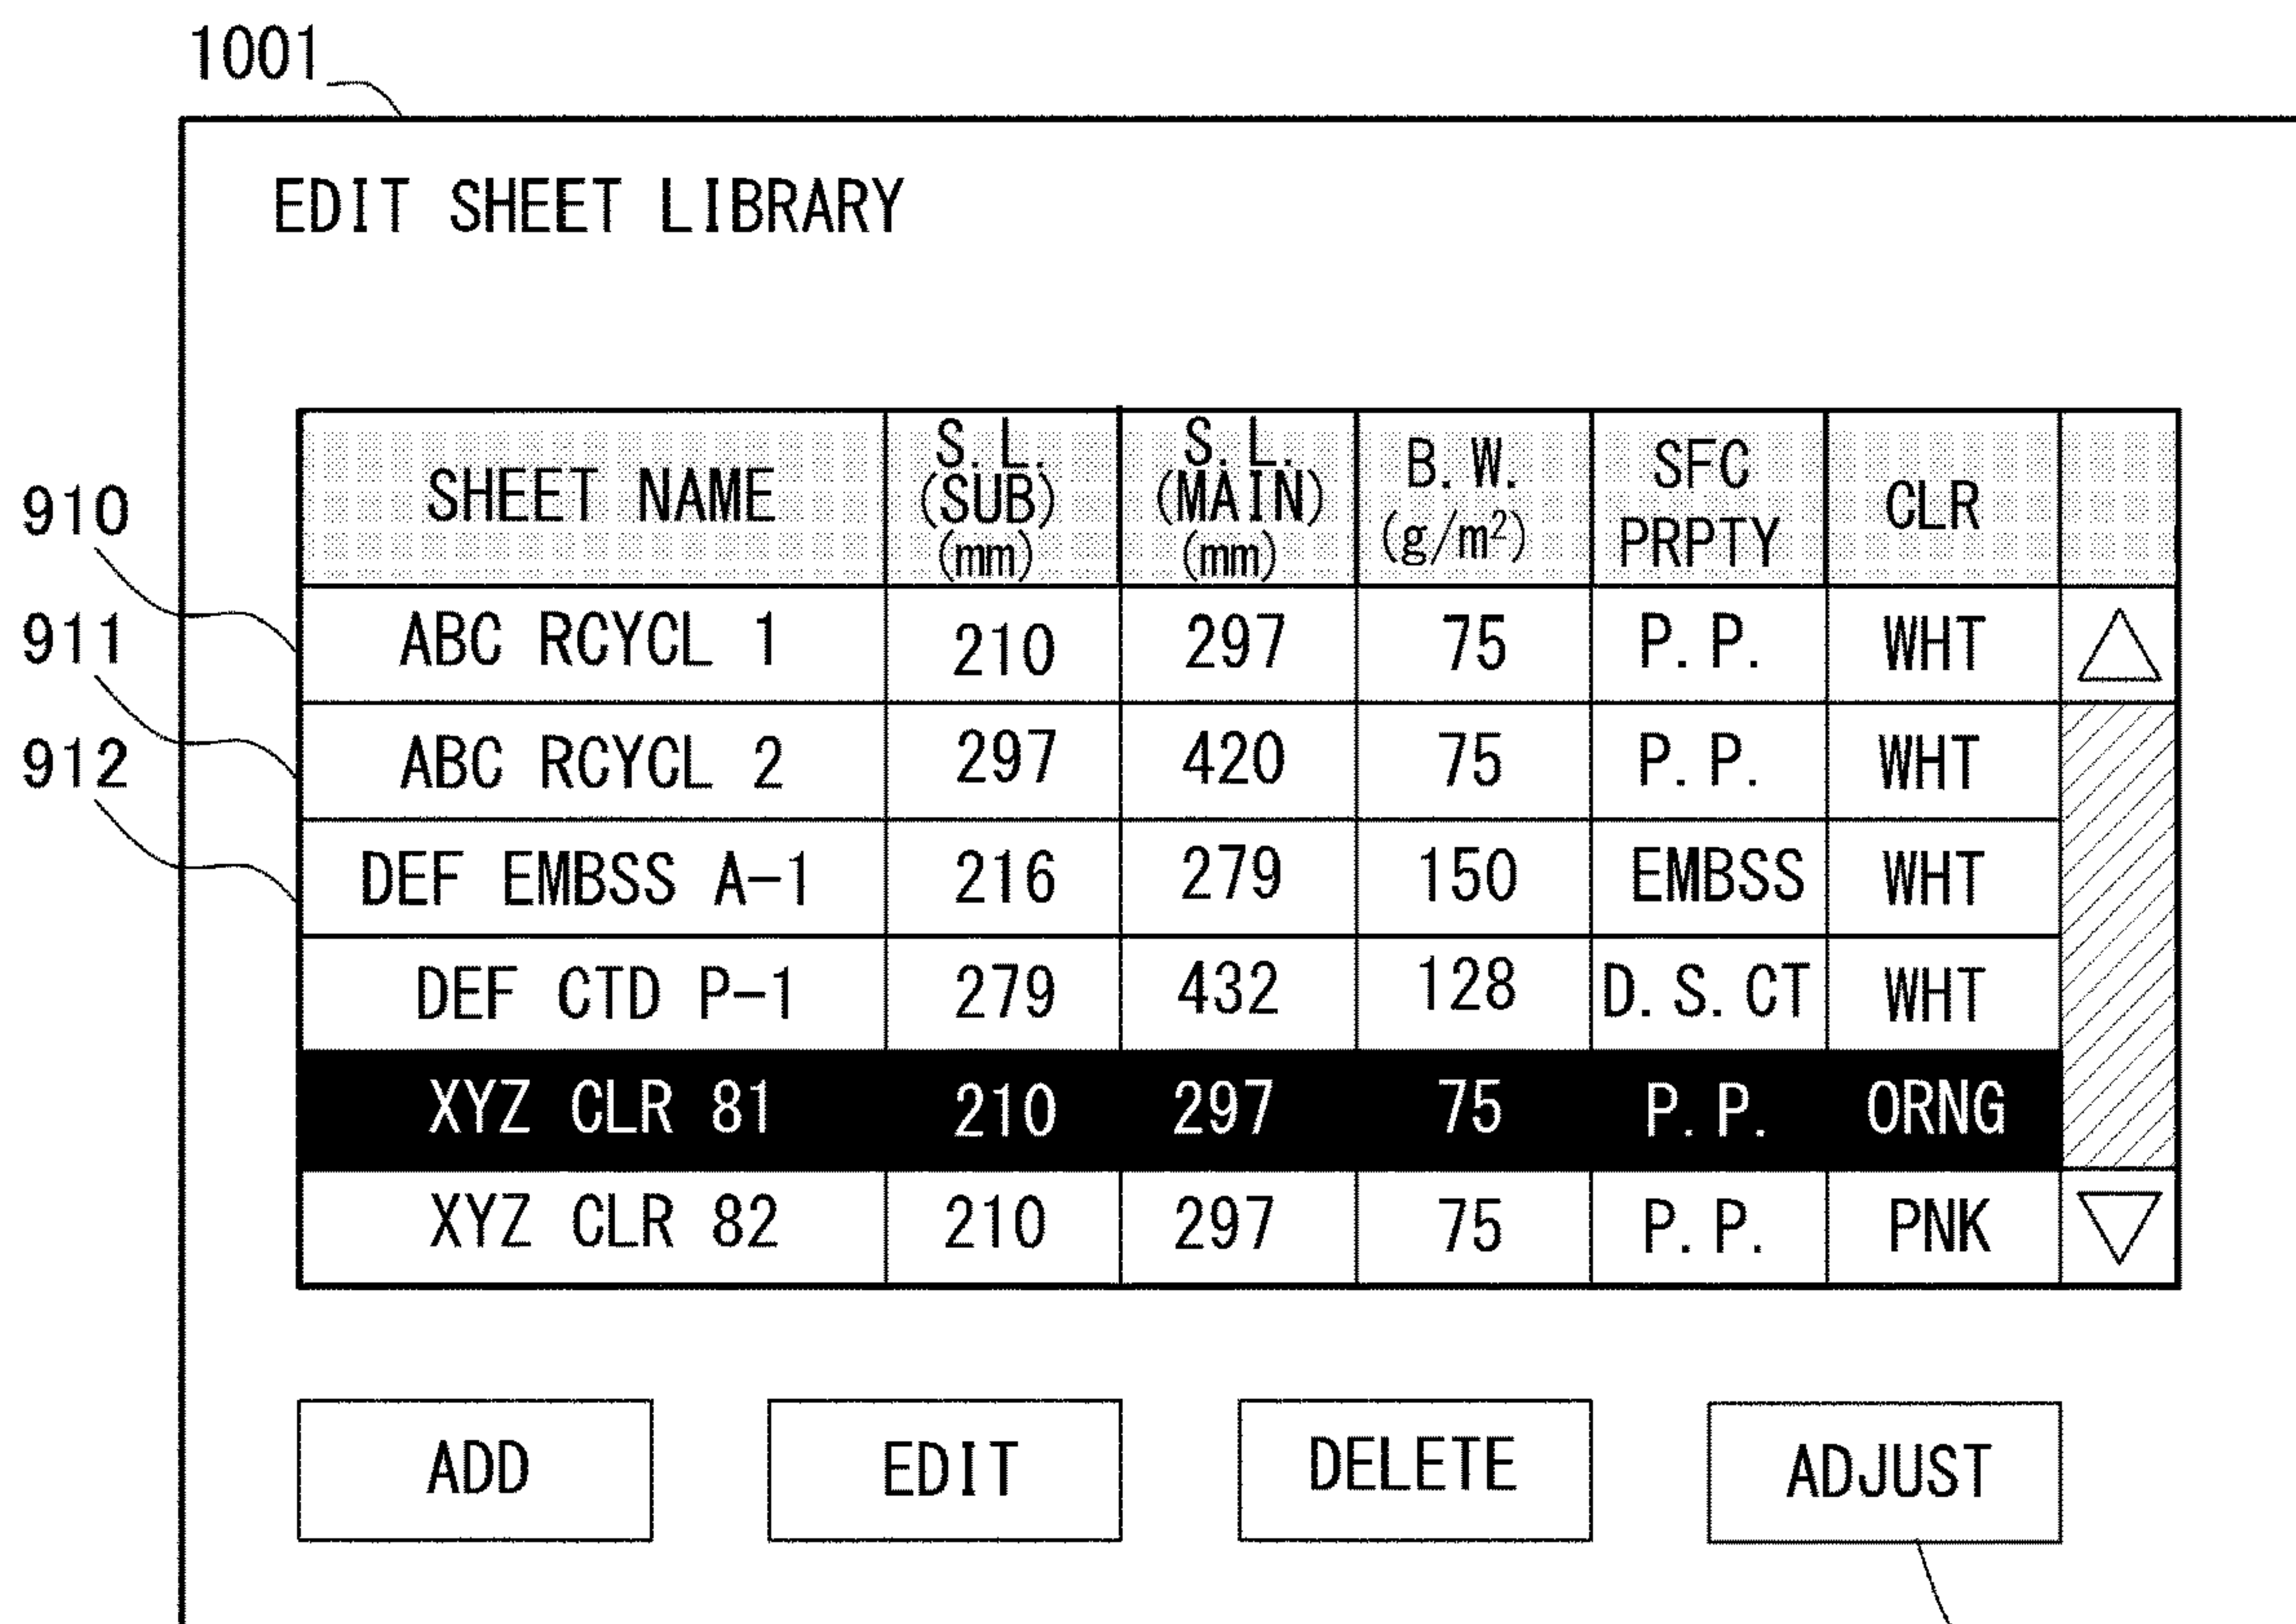 1001
EDIT SHEET LIBRARY
SHEET NAME
S.L.
(SUB)
(mm)
S.L.
(MAIN)
(mm)
B.W.
(g/m²)
SFC
PRPTY
CLR
910
ABC RCYCL 1 210 297 75 P.P. WHT
911
ABC RCYCL 2 297 420 75 P.P. WHT
912
DEF EMBSS A-1 216 279 150 EMBSS WHT
DEF CTD P-1 279 432 128 D.S.CT WHT
XYZ CLR 81 210 297 75 P.P. ORNG
XYZ CLR 82 210 297 75 P.P. PNK
ADD EDIT DELETE ADJUST